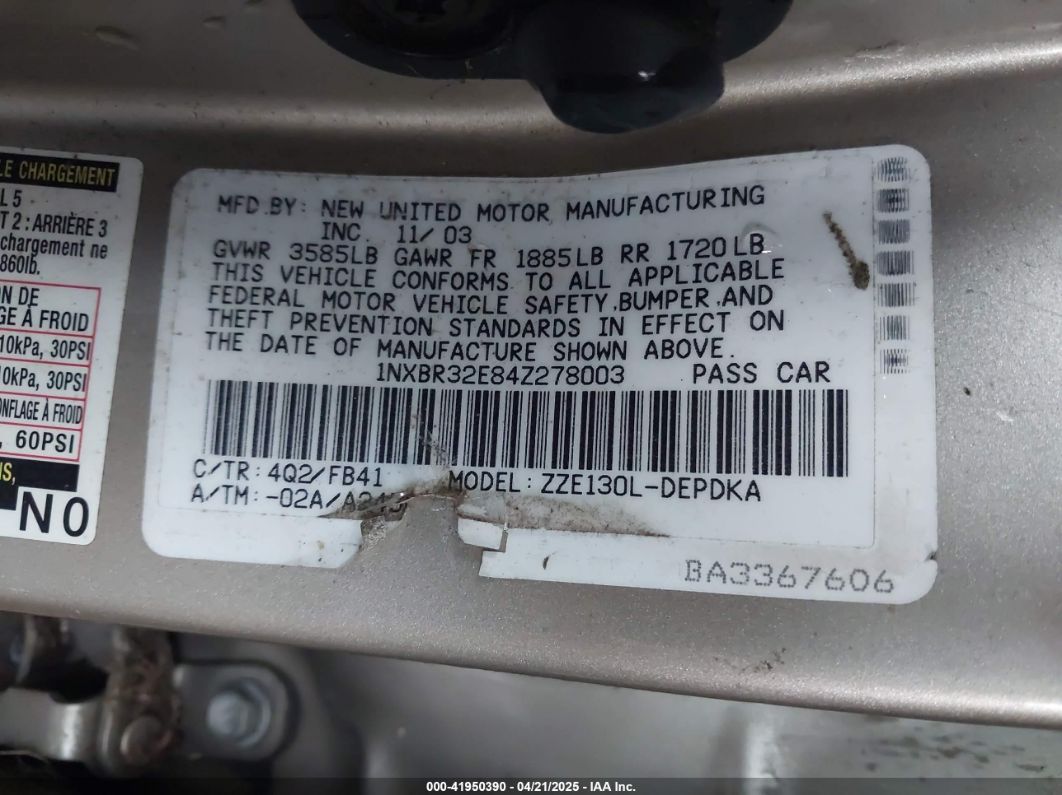 LE CHARGEMENT
L 5
T 2 : ARRIÈRE 3
chargement ne
860lb.
ON DE
GE À FROID
10kPa, 30PSI
10kPa, 30PSI
ONFLAGE À FROID
, 60PSI
NO
MFD.BY: NEW UNITED MOTOR MANUFACTURING
INC 11/03
GVWR 3585LB GAWR FR 1885LB RR 1720LB
THIS VEHICLE CONFORMS TO ALL APPLICABLE
FEDERAL MOTOR VEHICLE SAFETY,BUMPER,AND
THEFT PREVENTION STANDARDS IN EFFECT ON
THE DATE OF MANUFACTURE SHOWN ABOVE.
1NXBR32E84Z278003 PASS CAR
C/TR:4Q2/FB41 MODEL:ZZE130L-DEPDKA
A/TM:-02A/
BA3367606
000-41950390 - 04/21/2025 - IAA Inc.